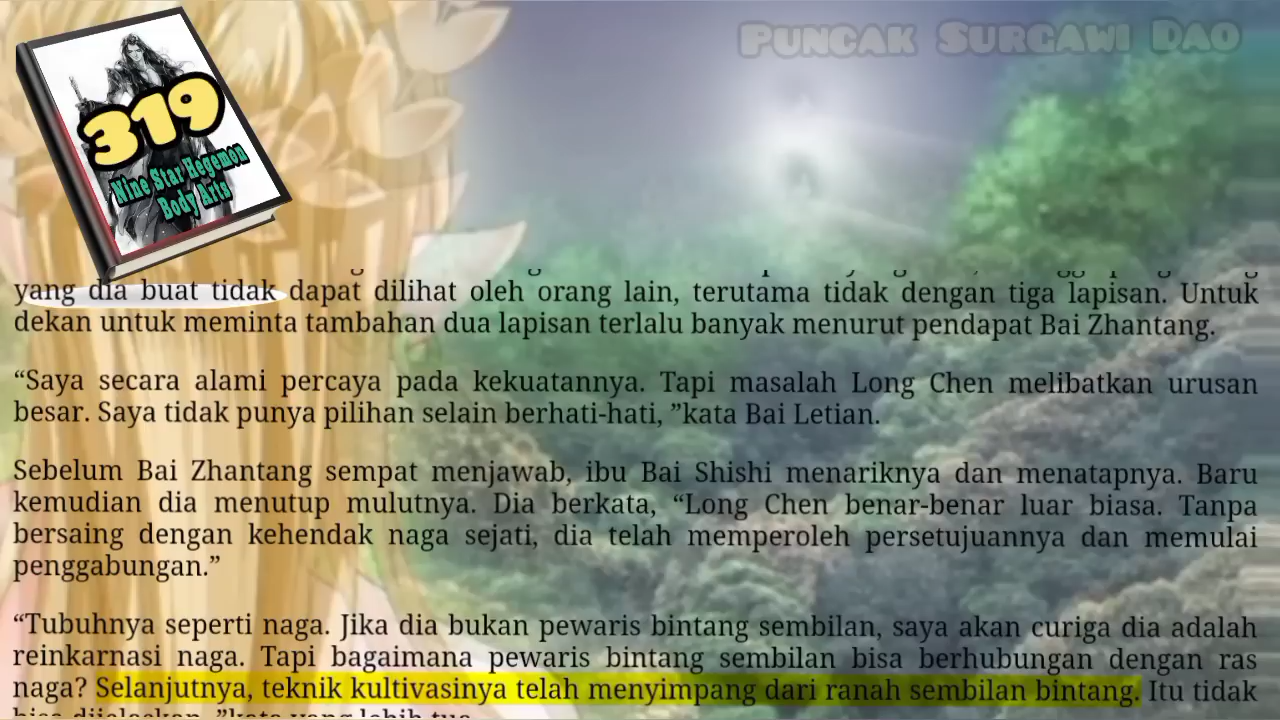 PUNCAK SURGAWI DAO
319
Nine Star Hegemon
Body Arts
yang dia buat tidak dapat dilihat oleh orang lain, terutama tidak dengan tiga lapisan. Untuk
dekan untuk meminta tambahan dua lapisan terlalu banyak menurut pendapat Bai Zhantang.
“Saya secara alami percaya pada kekuatannya. Tapi masalah Long Chen melibatkan urusan
besar. Saya tidak punya pilihan selain berhati-hati, ”kata Bai Letian.
Sebelum Bai Zhantang sempat menjawab, ibu Bai Shishi menariknya dan menatapnya. Baru
kemudian dia menutup mulutnya. Dia berkata, “Long Chen benar-benar luar biasa. Tanpa
bersaing dengan kehendak naga sejati, dia telah memperoleh persetujuannya dan memulai
penggabungan.”
“Tubuhnya seperti naga. Jika dia bukan pewaris bintang sembilan, saya akan curiga dia adalah
reinkarnasi naga. Tapi bagaimana pewaris bintang sembilan bisa berhubungan dengan ras
naga? Selanjutnya, teknik kultivasinya telah menyimpang dari ranah sembilan bintang. Itu tidak